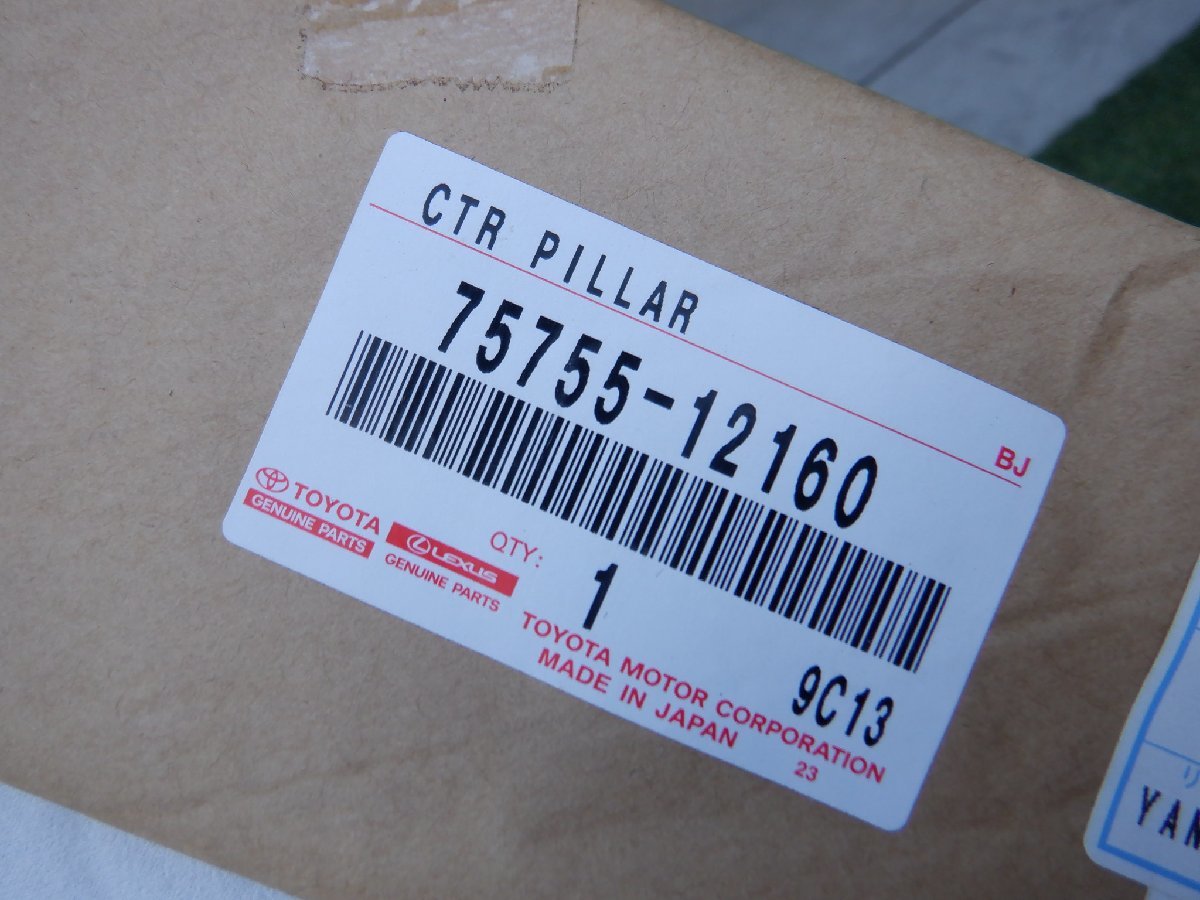 CTR PILLAR
BJ
75755-12160
TOYOTA
GENUINE PARTS
LEXUS
GENUINE PARTS
QTY:
1
9C13
TOYOTA MOTOR CORPORATION
MADE IN JAPAN
23
リ
YAN